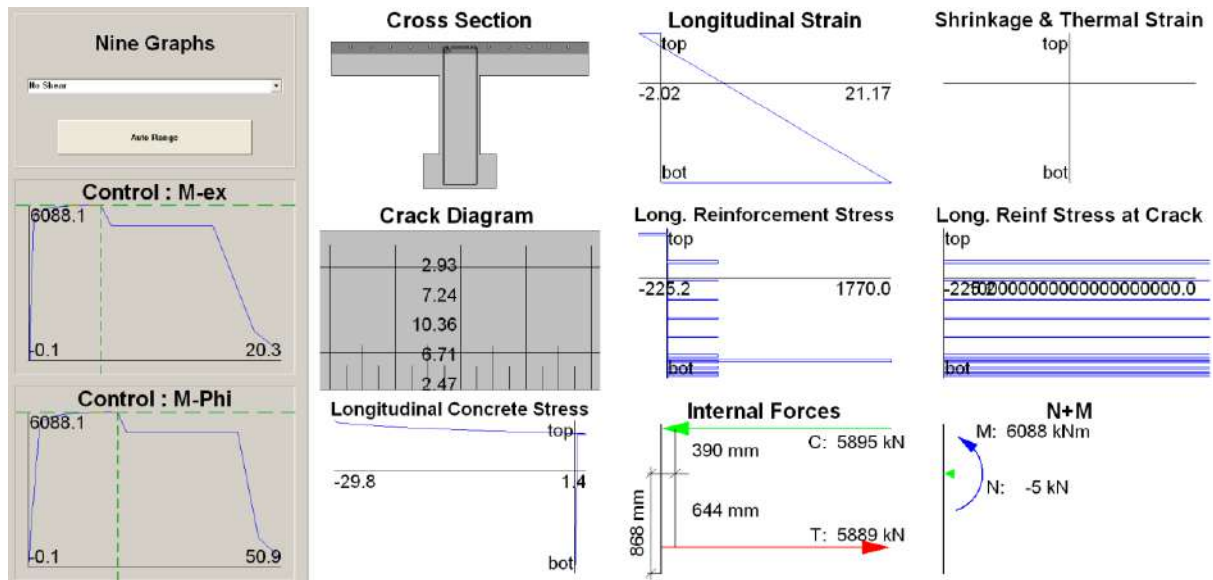 Nine Graphs
No Shear
Auto Range
Control : M-ex
6088.1
-0.1
20.3
Control : M-Phi
6088.1
-0.1
50.9
Cross Section
Crack Diagram
2.93
7.24
10.36
6.71
2.47
Longitudinal Concrete Stress
top
-29.8
1.4
bot
Longitudinal Strain
top
-2.02
21.17
bot
Long. Reinforcement Stress
top
-225.2
1770.0
bot
Internal Forces
C: 5895 kN
390 mm
868 mm
644 mm
T: 5889 kN
Shrinkage & Thermal Strain
top
bot
Long. Reinf Stress at Crack
top
bot
N+M
M: 6088 kNm
N: -5 kN